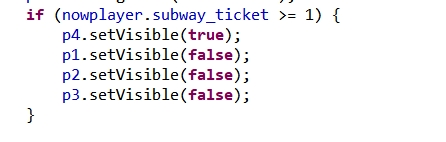 if (nowplayer.subway_ticket >= 1) {
    p4.setVisible(true);
    p1.setVisible(false);
    p2.setVisible(false);
    p3.setVisible(false);
}